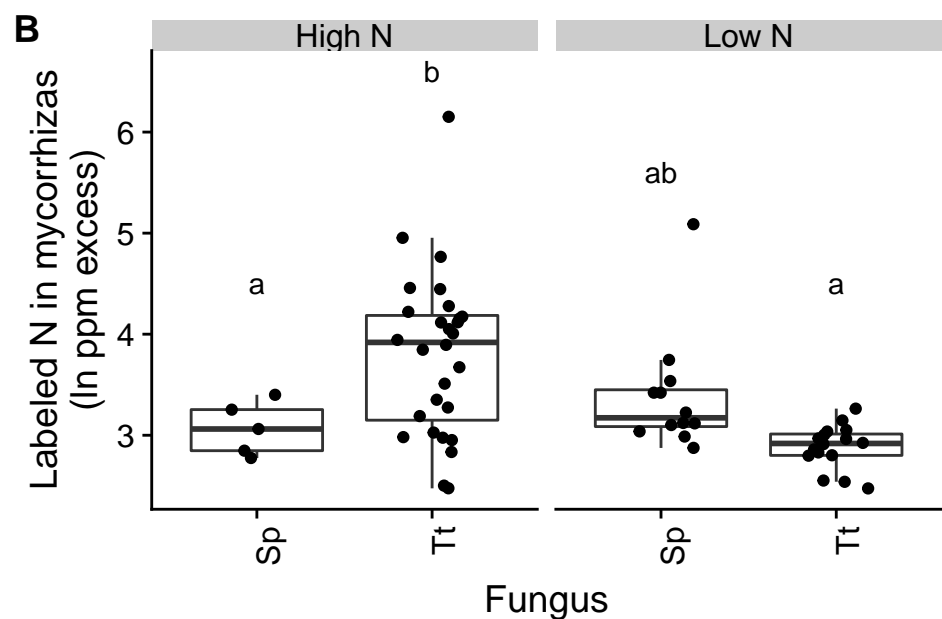 B
High N
Low N
Labeled N in mycorrhizas
(ln ppm excess)
6
5
4
3
a
b
ab
a
Sp
Tt
Sp
Tt
Fungus